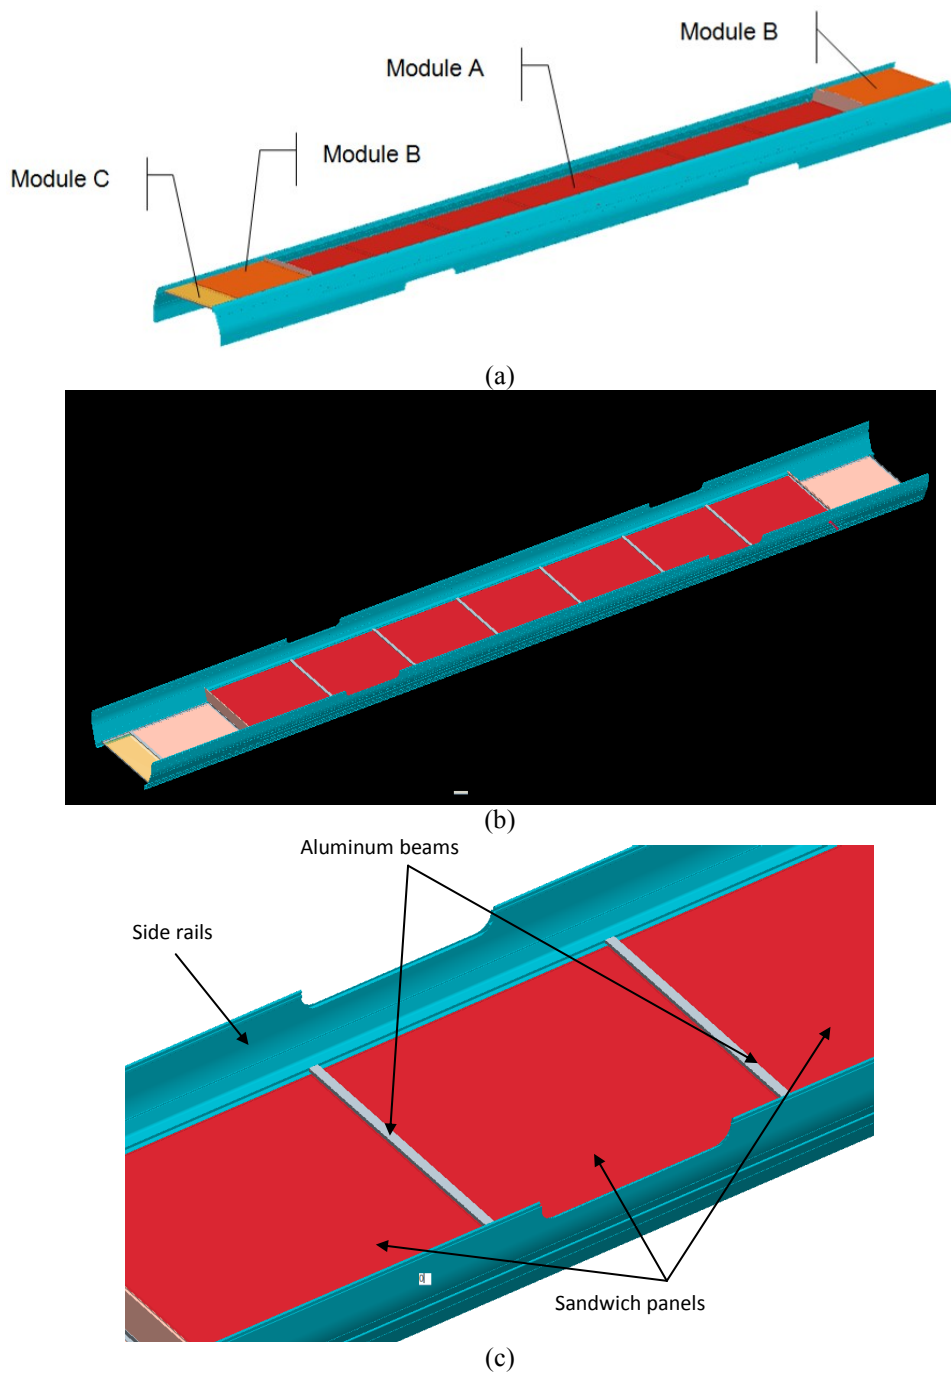 Module B
Module A
Module B
Module C
(a)
(b)
Aluminum beams
Side rails
Sandwich panels
(c)